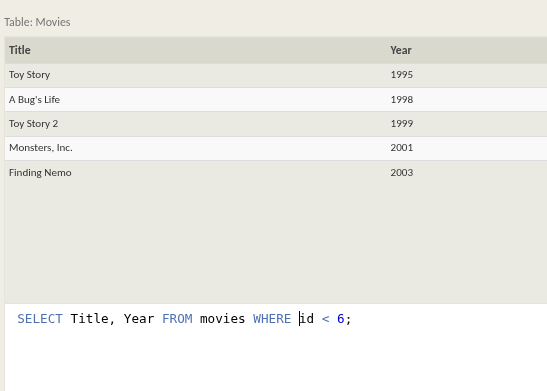 Table: Movies
Title Year
Toy Story 1995
A Bug's Life 1998
Toy Story 2 1999
Monsters, Inc. 2001
Finding Nemo 2003
SELECT Title, Year FROM movies WHERE id < 6;